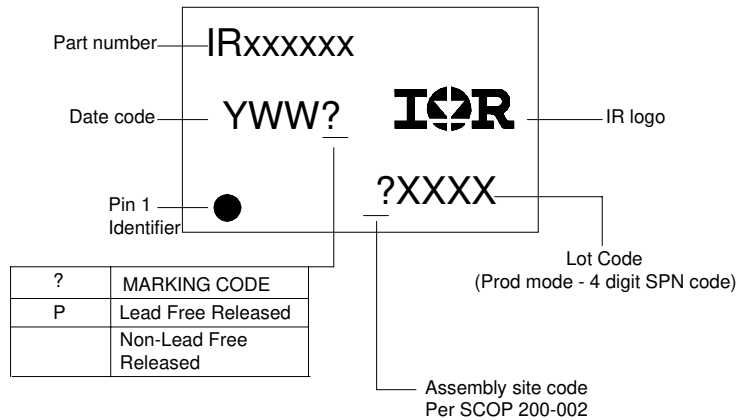 Part number
IRxxxxxx
Date code
YWW?
IOR
IR logo
Pin 1
Identifier
?XXXX
Lot Code
(Prod mode - 4 digit SPN code)
? MARKING CODE
P Lead Free Released
Non-Lead Free
Released
Assembly site code
Per SCOP 200-002